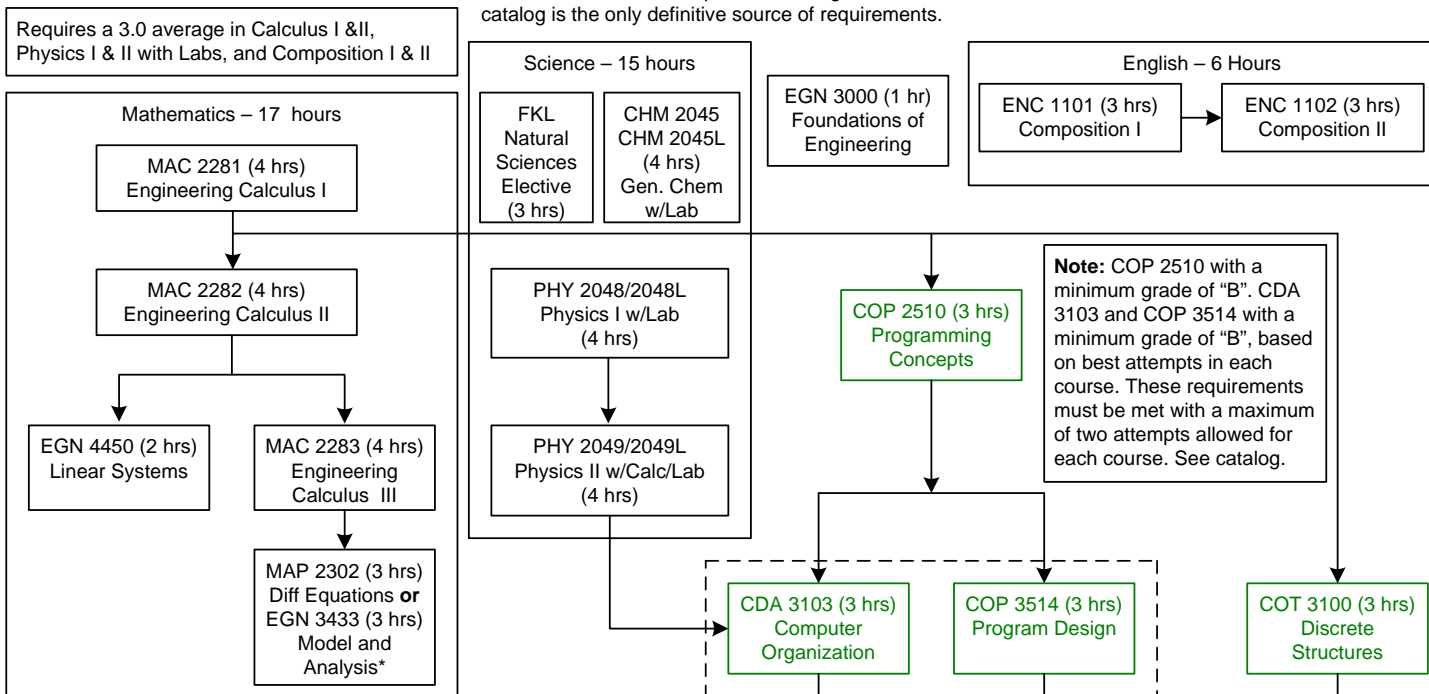 catalog is the only definitive source of requirements.
Requires a 3.0 average in Calculus I &II,
Physics I & II with Labs, and Composition I & II
Mathematics – 17 hours
MAC 2281 (4 hrs)
Engineering Calculus I
MAC 2282 (4 hrs)
Engineering Calculus II
EGN 4450 (2 hrs)
Linear Systems
MAC 2283 (4 hrs)
Engineering
Calculus III
MAP 2302 (3 hrs)
Diff Equations or
EGN 3433 (3 hrs)
Model and
Analysis*
Science – 15 hours
FKL
Natural
Sciences
Elective
(3 hrs)
CHM 2045
CHM 2045L
(4 hrs)
Gen. Chem
w/Lab
PHY 2048/2048L
Physics I w/Lab
(4 hrs)
PHY 2049/2049L
Physics II w/Calc/Lab
(4 hrs)
EGN 3000 (1 hr)
Foundations of
Engineering
English – 6 Hours
ENC 1101 (3 hrs)
Composition I
ENC 1102 (3 hrs)
Composition II
COP 2510 (3 hrs)
Programming
Concepts
Note: COP 2510 with a
minimum grade of “B”. CDA
3103 and COP 3514 with a
minimum grade of “B”, based
on best attempts in each
course. These requirements
must be met with a maximum
of two attempts allowed for
each course. See catalog.
CDA 3103 (3 hrs)
Computer
Organization
COP 3514 (3 hrs)
Program Design
COT 3100 (3 hrs)
Discrete
Structures